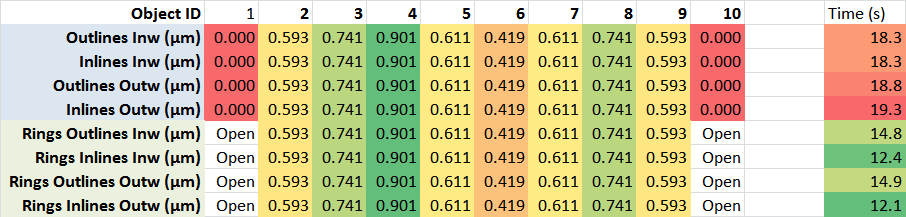 Object ID 1 2 3 4 5 6 7 8 9 10 Time (s)
Outlines Inw (µm) 0.000 0.593 0.741 0.901 0.611 0.419 0.611 0.741 0.593 0.000 18.3
Inlines Inw (µm) 0.000 0.593 0.741 0.901 0.611 0.419 0.611 0.741 0.593 0.000 18.3
Outlines Outw (µm) 0.000 0.593 0.741 0.901 0.611 0.419 0.611 0.741 0.593 0.000 18.8
Inlines Outw (µm) 0.000 0.593 0.741 0.901 0.611 0.419 0.611 0.741 0.593 0.000 19.3
Rings Outlines Inw (µm) Open 0.593 0.741 0.901 0.611 0.419 0.611 0.741 0.593 Open 14.8
Rings Inlines Inw (µm) Open 0.593 0.741 0.901 0.611 0.419 0.611 0.741 0.593 Open 12.4
Rings Outlines Outw (µm) Open 0.593 0.741 0.901 0.611 0.419 0.611 0.741 0.593 Open 14.9
Rings Inlines Outw (µm) Open 0.593 0.741 0.901 0.611 0.419 0.611 0.741 0.593 Open 12.1